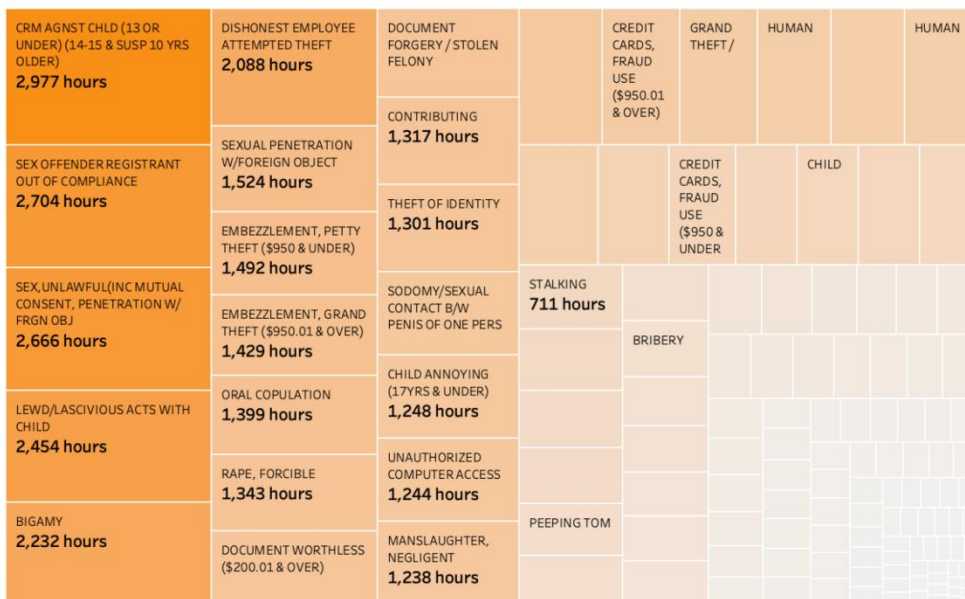 CRM AGNST CHLD (13 OR
UNDER) (14-15 & SUSP 10 YRS
OLDER)
2,977 hours
SEX OFFENDER REGISTRANT
OUT OF COMPLIANCE
2,704 hours
SEX,UNLAWFUL(INC MUTUAL
CONSENT, PENETRATION W/
FRGN OBJ
2,666 hours
LEWD/LASCIVIOUS ACTS WITH
CHILD
2,454 hours
BIGAMY
2,232 hours
DISHONEST EMPLOYEE
ATTEMPTED THEFT
2,088 hours
SEXUAL PENETRATION
W/FOREIGN OBJECT
1,524 hours
EMBEZZLEMENT, PETTY
THEFT ($950 & UNDER)
1,492 hours
EMBEZZLEMENT, GRAND
THEFT ($950.01 & OVER)
1,429 hours
ORAL COPULATION
1,399 hours
RAPE, FORCIBLE
1,343 hours
DOCUMENT WORTHLESS
($200.01 & OVER)
DOCUMENT
FORGERY / STOLEN
FELONY
CONTRIBUTING
1,317 hours
THEFT OF IDENTITY
1,301 hours
SODOMY/SEXUAL
CONTACT B/W
PENIS OF ONE PERS
CHILD ANNOYING
(17YRS & UNDER)
1,248 hours
UNAUTHORIZED
COMPUTER ACCESS
1,244 hours
MANSLAUGHTER,
NEGLIGENT
1,238 hours
CREDIT
CARDS,
FRAUD
USE
($950.01
& OVER)
GRAND
THEFT /
HUMAN
HUMAN
CREDIT
CARDS,
FRAUD
USE
($950 &
UNDER
CHILD
STALKING
711 hours
BRIBERY
PEEPING TOM